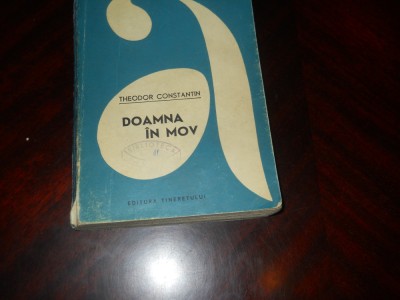 THEODOR CONSTANTIN
DOAMNA
ÎN MOV
EDITURA TINERETULUI